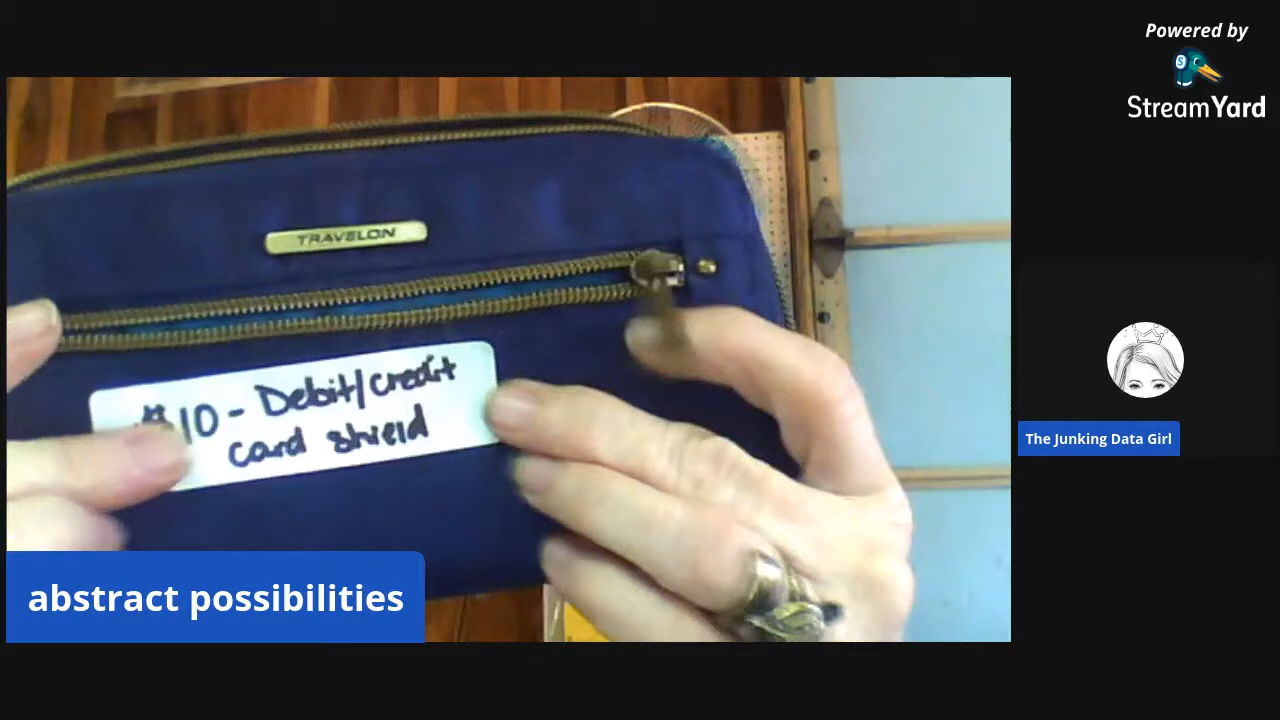 Powered by
StreamYard
TRAVELON
$10 - Debit/Credit
card shield
The Junking Data Girl
abstract possibilities